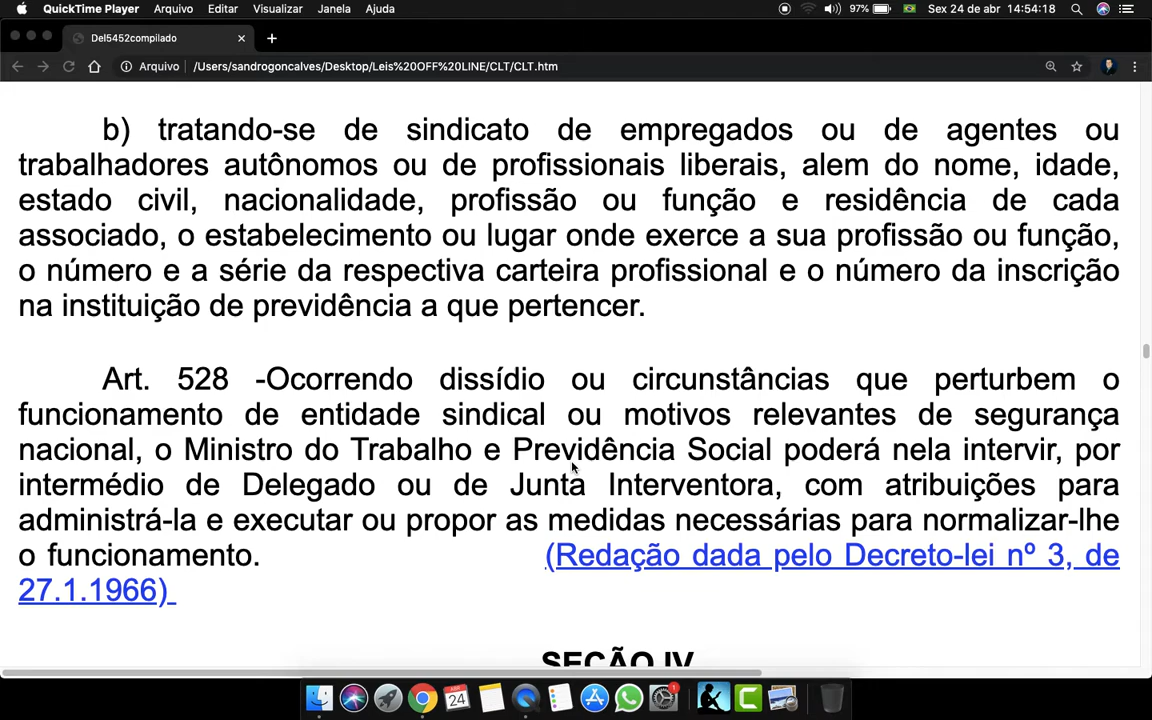 QuickTime Player Arquivo Editar Visualizar Janela Ajuda 97% Sex 24 de abr 14:54:18
Del5452compilado
Arquivo /Users/sandrogoncalves/Desktop/Leis%20OFF%20LINE/CLT/CLT.htm
b) tratando-se de sindicato de empregados ou de agentes ou
trabalhadores autônomos ou de profissionais liberais, alem do nome, idade,
estado civil, nacionalidade, profissão ou função e residência de cada
associado, o estabelecimento ou lugar onde exerce a sua profissão ou função,
o número e a série da respectiva carteira profissional e o número da inscrição
na instituição de previdência a que pertencer.
Art. 528 -Ocorrendo dissídio ou circunstâncias que perturbem o
funcionamento de entidade sindical ou motivos relevantes de segurança
nacional, o Ministro do Trabalho e Previdência Social poderá nela intervir, por
intermédio de Delegado ou de Junta Interventora, com atribuições para
administrá-la e executar ou propor as medidas necessárias para normalizar-lhe
o funcionamento. (Redação dada pelo Decreto-lei nº 3, de
27.1.1966)
SEÇÃO IV
ABR
24
1